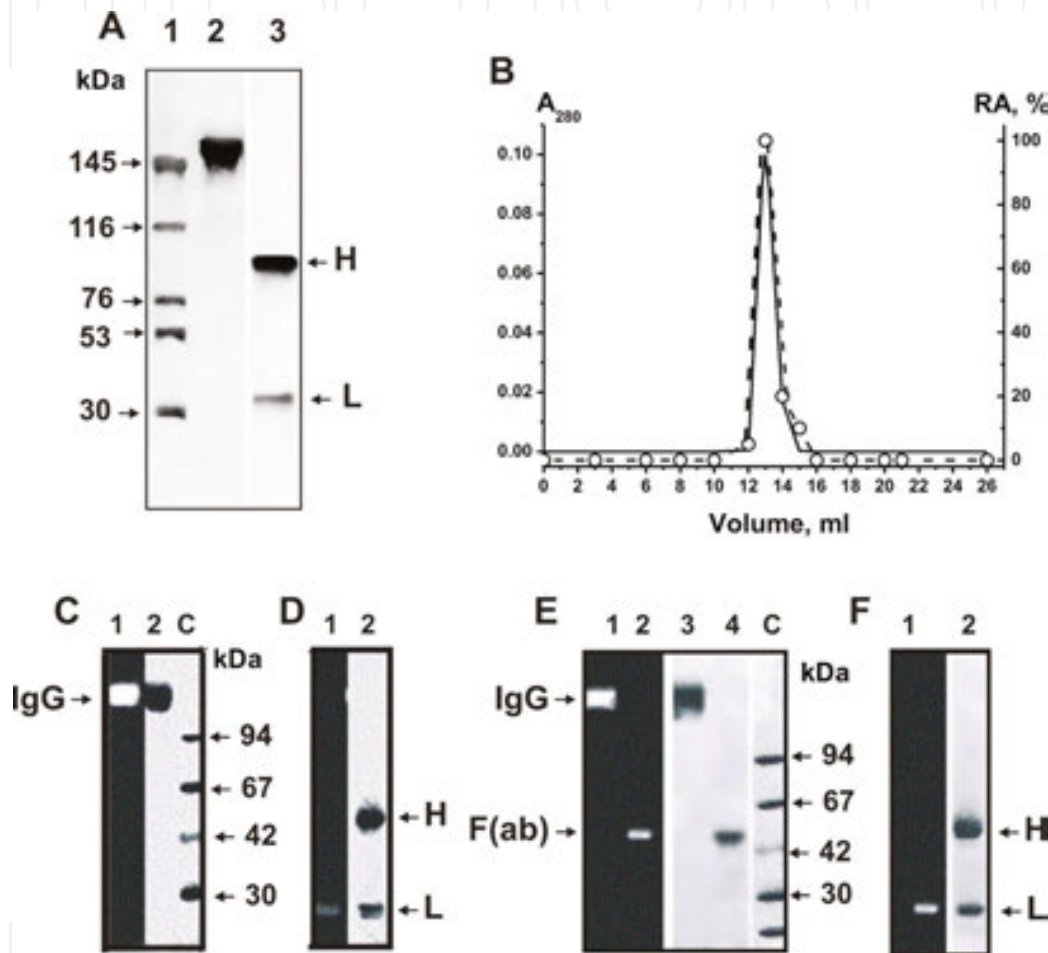 A
1 2 3
kDa
145
116
76
53
30
H
L
B
A280
RA, %
0.10
0.08
0.06
0.04
0.02
0.00
100
80
60
40
20
0
0 2 4 6 8 10 12 14 16 18 20 22 24 26
Volume, ml
C
1 2 C
kDa
IgG
94
67
42
30
D
1 2
H
L
E
1 2 3 4 C
kDa
IgG
F(ab)
94
67
42
30
F
1 2
H
L